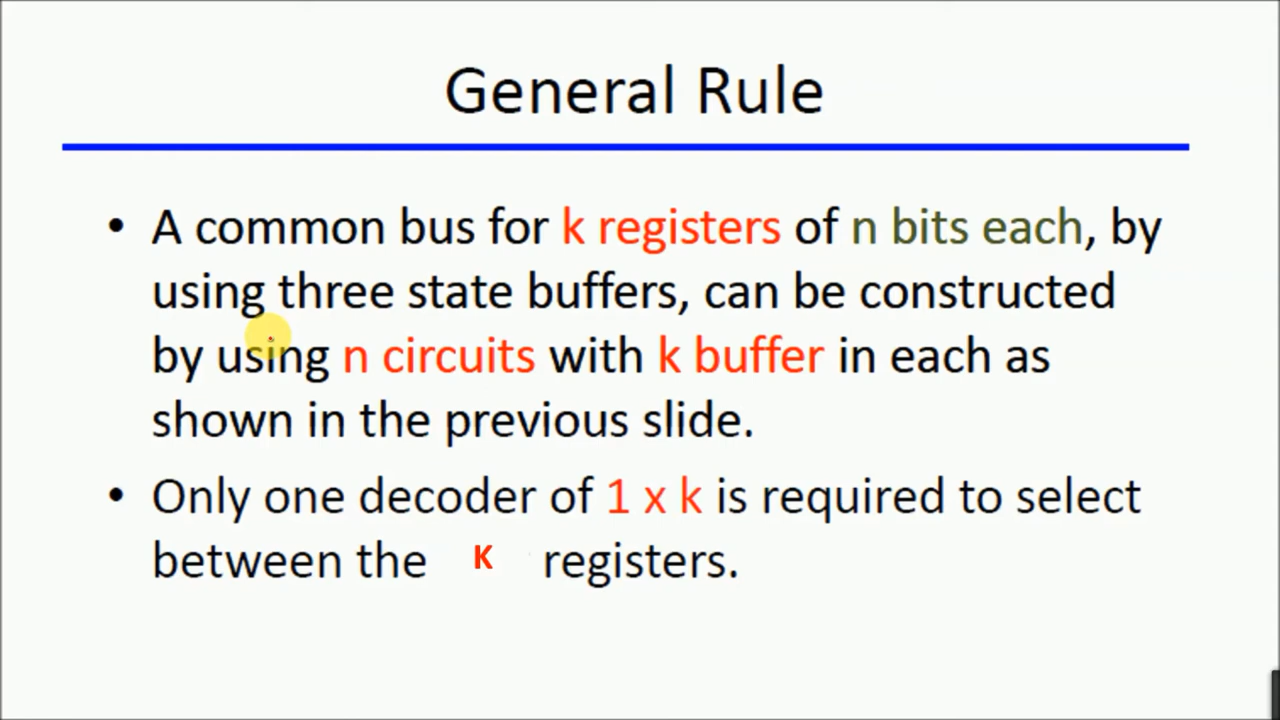 General Rule
• A common bus for k registers of n bits each, by
using three state buffers, can be constructed
by using n circuits with k buffer in each as
shown in the previous slide.
• Only one decoder of 1 x k is required to select
between the K registers.